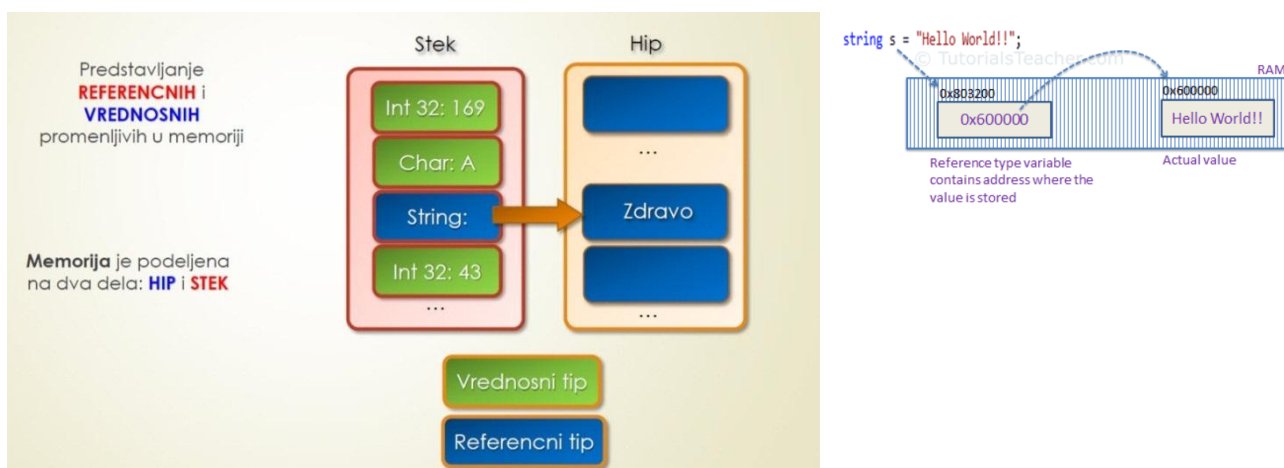 Predstavljanje
REFERENCNIH i
VREDNOSNIH
promenljivih u memoriji
Memorija je podeljena
na dva dela: HIP i STEK
Stek
Int 32: 169
Char: A
String:
Int 32: 43
...
Hip
...
Zdravo
...
Vrednosni tip
Referencni tip
string s = "Hello World!!";
© TutorialsTeacher.com
RAM
0x803200
0x600000
0x600000
Hello World!!
Reference type variable
contains address where the
value is stored
Actual value